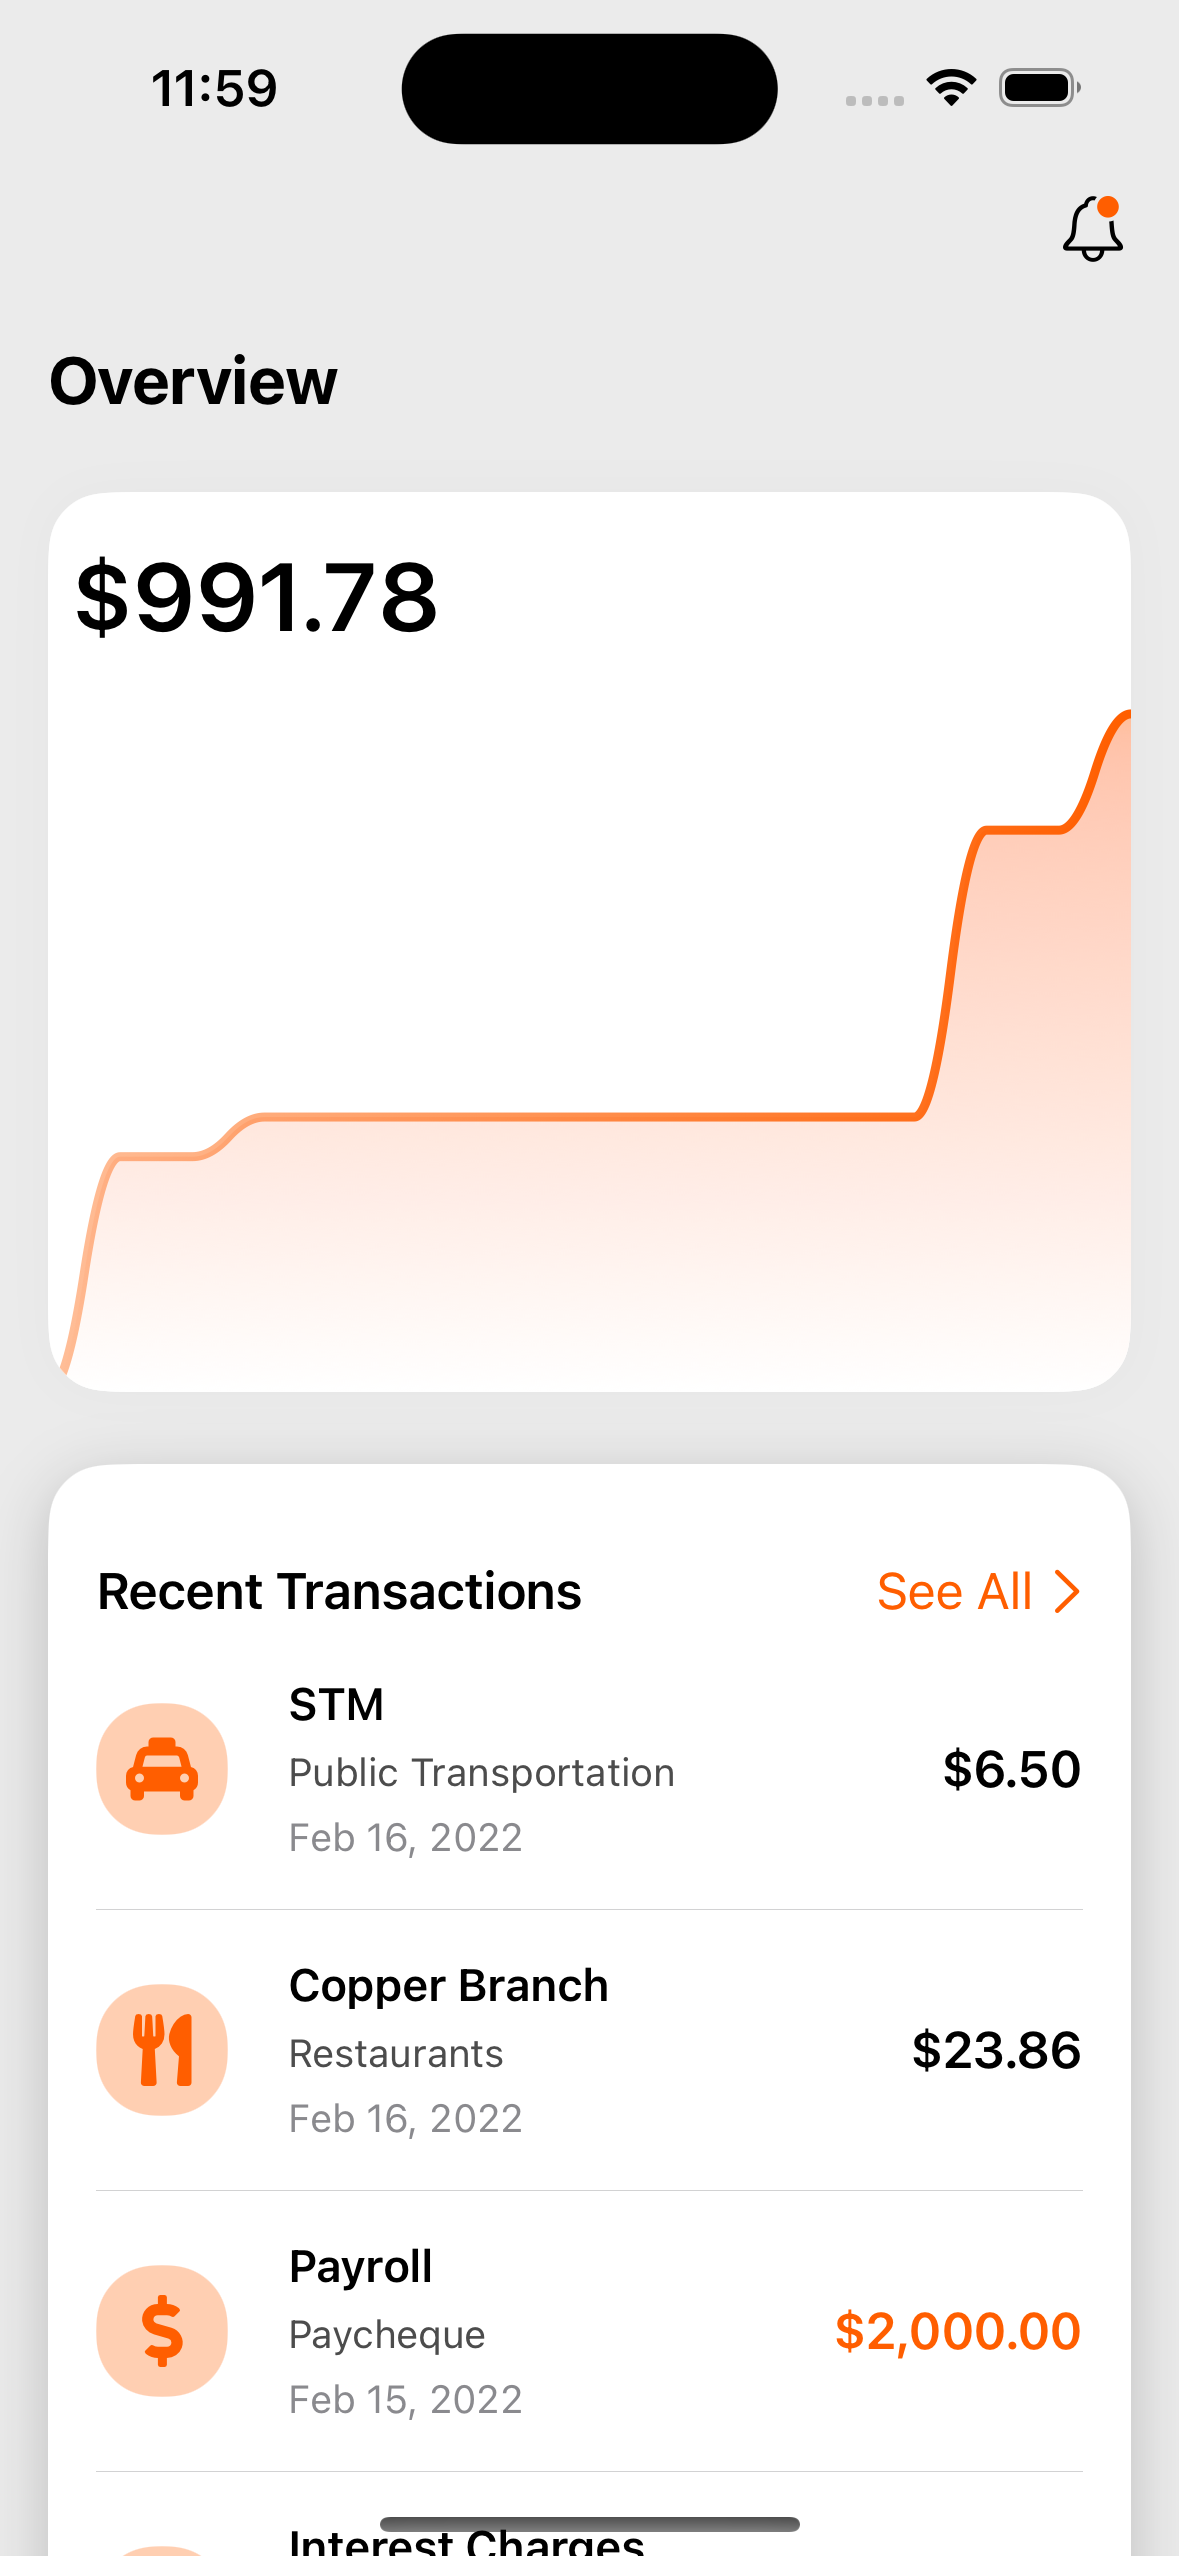 11:59
Overview
$991.78
Recent Transactions
See All
STM
Public Transportation
Feb 16, 2022
$6.50
Copper Branch
Restaurants
Feb 16, 2022
$23.86
Payroll
Paycheque
Feb 15, 2022
$2,000.00
Interest Charges